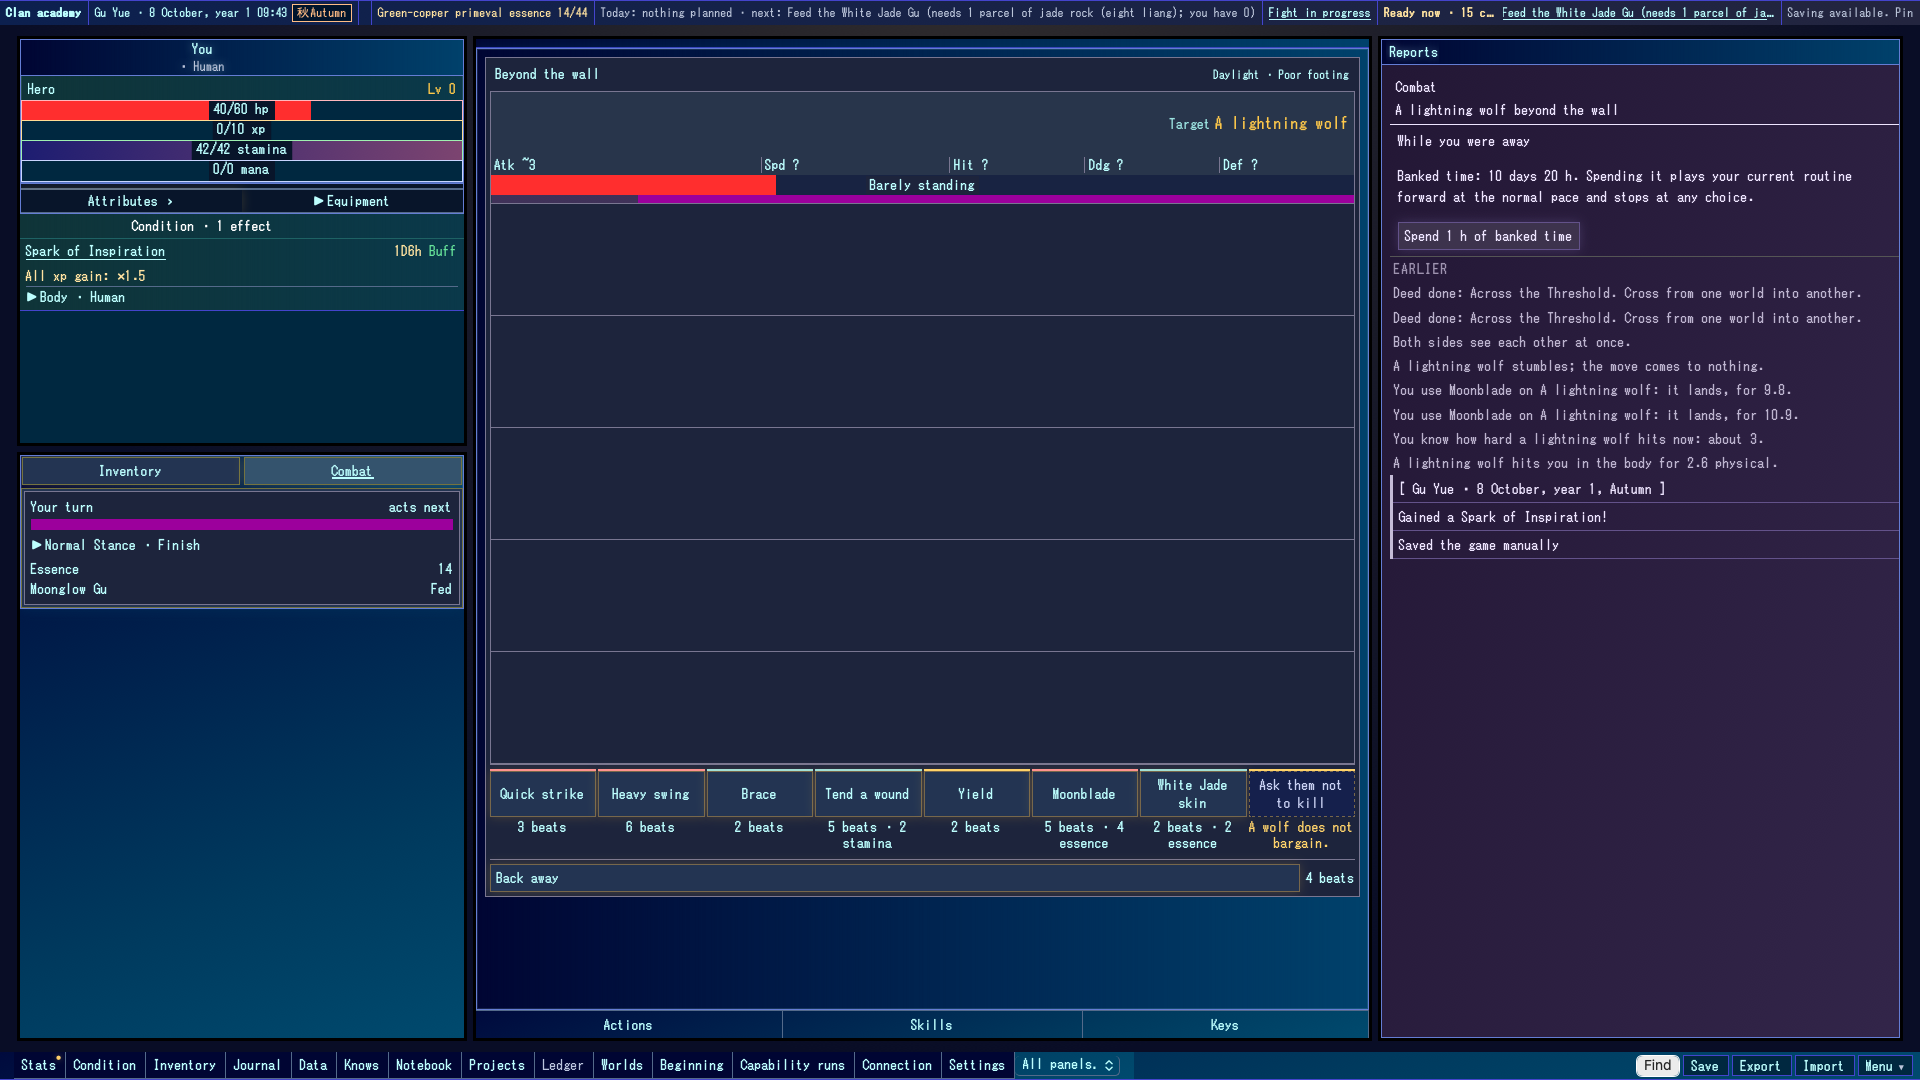 Clan academy
Gu Yue · 8 October, year 1 09:43 秋Autumn
Green-copper primeval essence 14/44
Today: nothing planned · next: Feed the White Jade Gu (needs 1 parcel of jade rock (eight liang); you have 0)
Fight in progress
Ready now · 15 c… Feed the White Jade Gu (needs 1 parcel of ja…
Saving available. Pin
You
· Human
Hero Lv 0
40/60 hp
0/10 xp
42/42 stamina
0/0 mana
Attributes ›
▶Equipment
Condition · 1 effect
Spark of Inspiration 1D6h Buff
All xp gain: ×1.5
▶Body · Human
Inventory
Combat
Your turn acts next
▶Normal Stance · Finish
Essence 14
Moonglow Gu Fed
Beyond the wall Daylight · Poor footing
Target A lightning wolf
Atk ~3 Spd ? Hit ? Ddg ? Def ?
Barely standing
Quick strike
3 beats
Heavy swing
6 beats
Brace
2 beats
Tend a wound
5 beats · 2
stamina
Yield
2 beats
Moonblade
5 beats · 4
essence
White Jade
skin
2 beats · 2
essence
Ask them not
to kill
A wolf does not
bargain.
Back away 4 beats
Actions
Skills
Keys
Reports
Combat
A lightning wolf beyond the wall
While you were away
Banked time: 10 days 20 h. Spending it plays your current routine
forward at the normal pace and stops at any choice.
Spend 1 h of banked time
EARLIER
Deed done: Across the Threshold. Cross from one world into another.
Deed done: Across the Threshold. Cross from one world into another.
Both sides see each other at once.
A lightning wolf stumbles; the move comes to nothing.
You use Moonblade on A lightning wolf: it lands, for 9.8.
You use Moonblade on A lightning wolf: it lands, for 10.9.
You know how hard a lightning wolf hits now: about 3.
A lightning wolf hits you in the body for 2.6 physical.
[ Gu Yue · 8 October, year 1, Autumn ]
Gained a Spark of Inspiration!
Saved the game manually
Stats
Condition
Inventory
Journal
Data
Knows
Notebook
Projects
Ledger
Worlds
Beginning
Capability runs
Connection
Settings
All panels.
Find
Save
Export
Import
Menu ▾